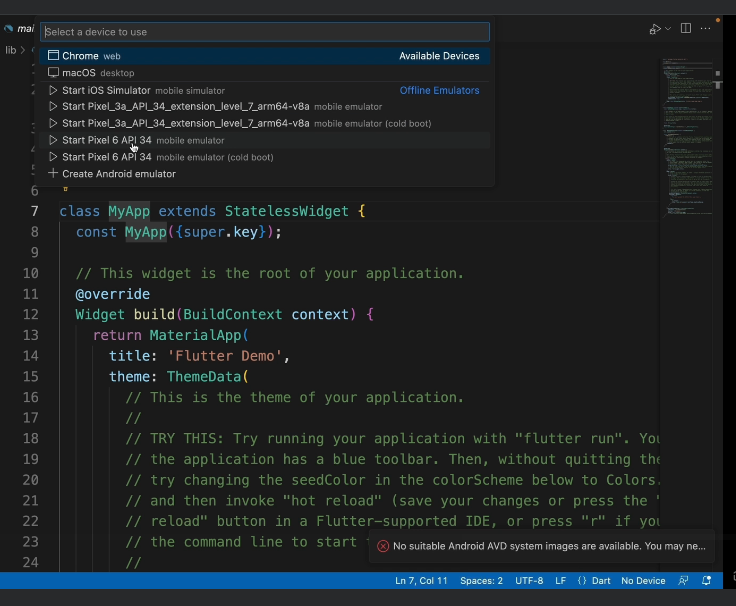 mai
Select a device to use
lib >
Chrome web Available Devices
macOS desktop
Start iOS Simulator mobile simulator Offline Emulators
Start Pixel_3a_API_34_extension_level_7_arm64-v8a mobile emulator
Start Pixel_3a_API_34_extension_level_7_arm64-v8a mobile emulator (cold boot)
Start Pixel 6 API 34 mobile emulator
Start Pixel 6 API 34 mobile emulator (cold boot)
Create Android emulator
6
7 class MyApp extends StatelessWidget {
8 const MyApp({super.key});
9
10 // This widget is the root of your application.
11 @override
12 Widget build(BuildContext context) {
13 return MaterialApp(
14 title: 'Flutter Demo',
15 theme: ThemeData(
16 // This is the theme of your application.
17 //
18 // TRY THIS: Try running your application with "flutter run". You
19 // the application has a blue toolbar. Then, without quitting the
20 // try changing the seedColor in the colorScheme below to Colors.
21 // and then invoke "hot reload" (save your changes or press the "
22 // reload" button in a Flutter-supported IDE, or press "r" if you
23 // the command line to start
No suitable Android AVD system images are available. You may ne...
24 //
Ln 7, Col 11 Spaces: 2 UTF-8 LF {} Dart No Device